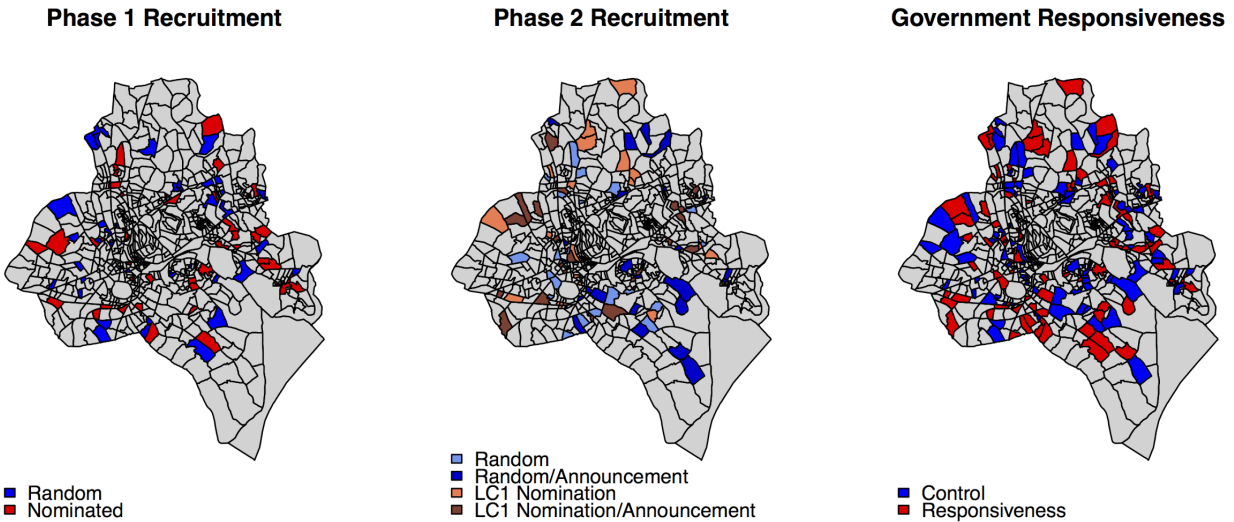 Phase 1 Recruitment
Phase 2 Recruitment
Government Responsiveness
Random
Nominated
Random
Random/Announcement
LC1 Nomination
LC1 Nomination/Announcement
Control
Responsiveness